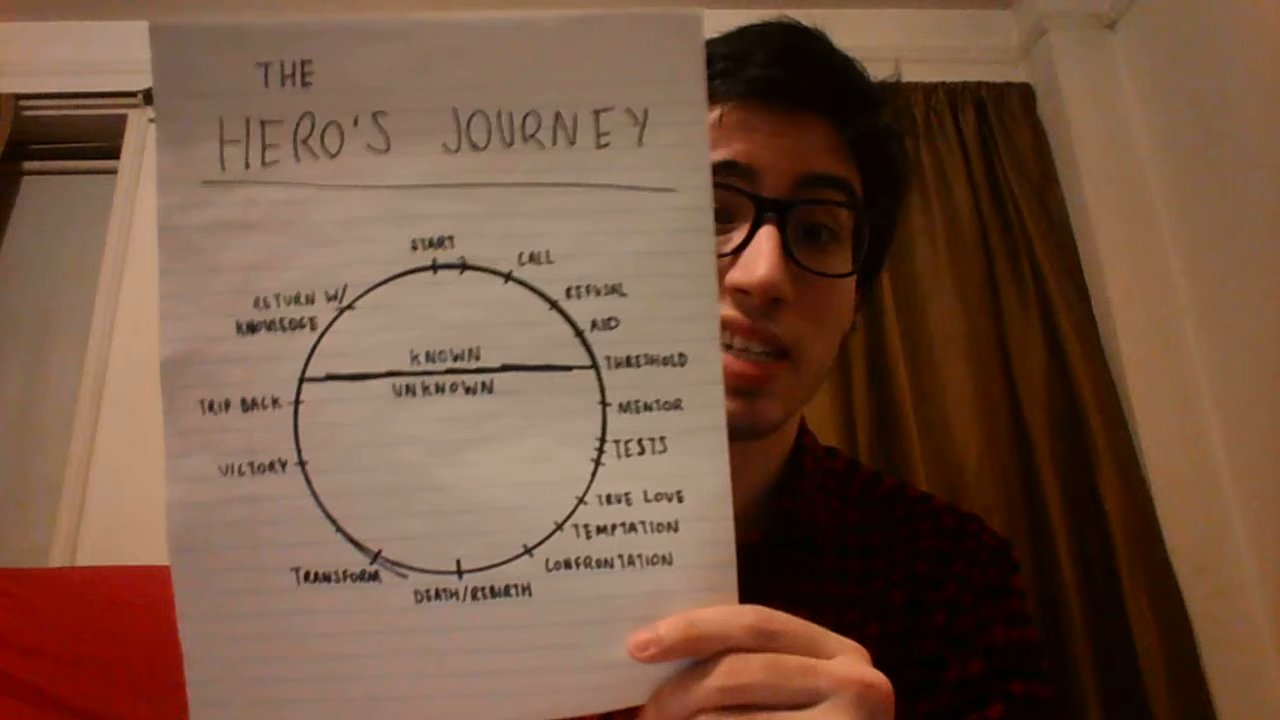 THE
HERO'S JOURNEY
START
CALL
REFUSAL
AID
THRESHOLD
MENTOR
TESTS
TRUE LOVE
TEMPTATION
CONFRONTATION
DEATH/REBIRTH
TRANSFORM
VICTORY
TRIP BACK
RETURN W/
KNOWLEDGE
KNOWN
UNKNOWN